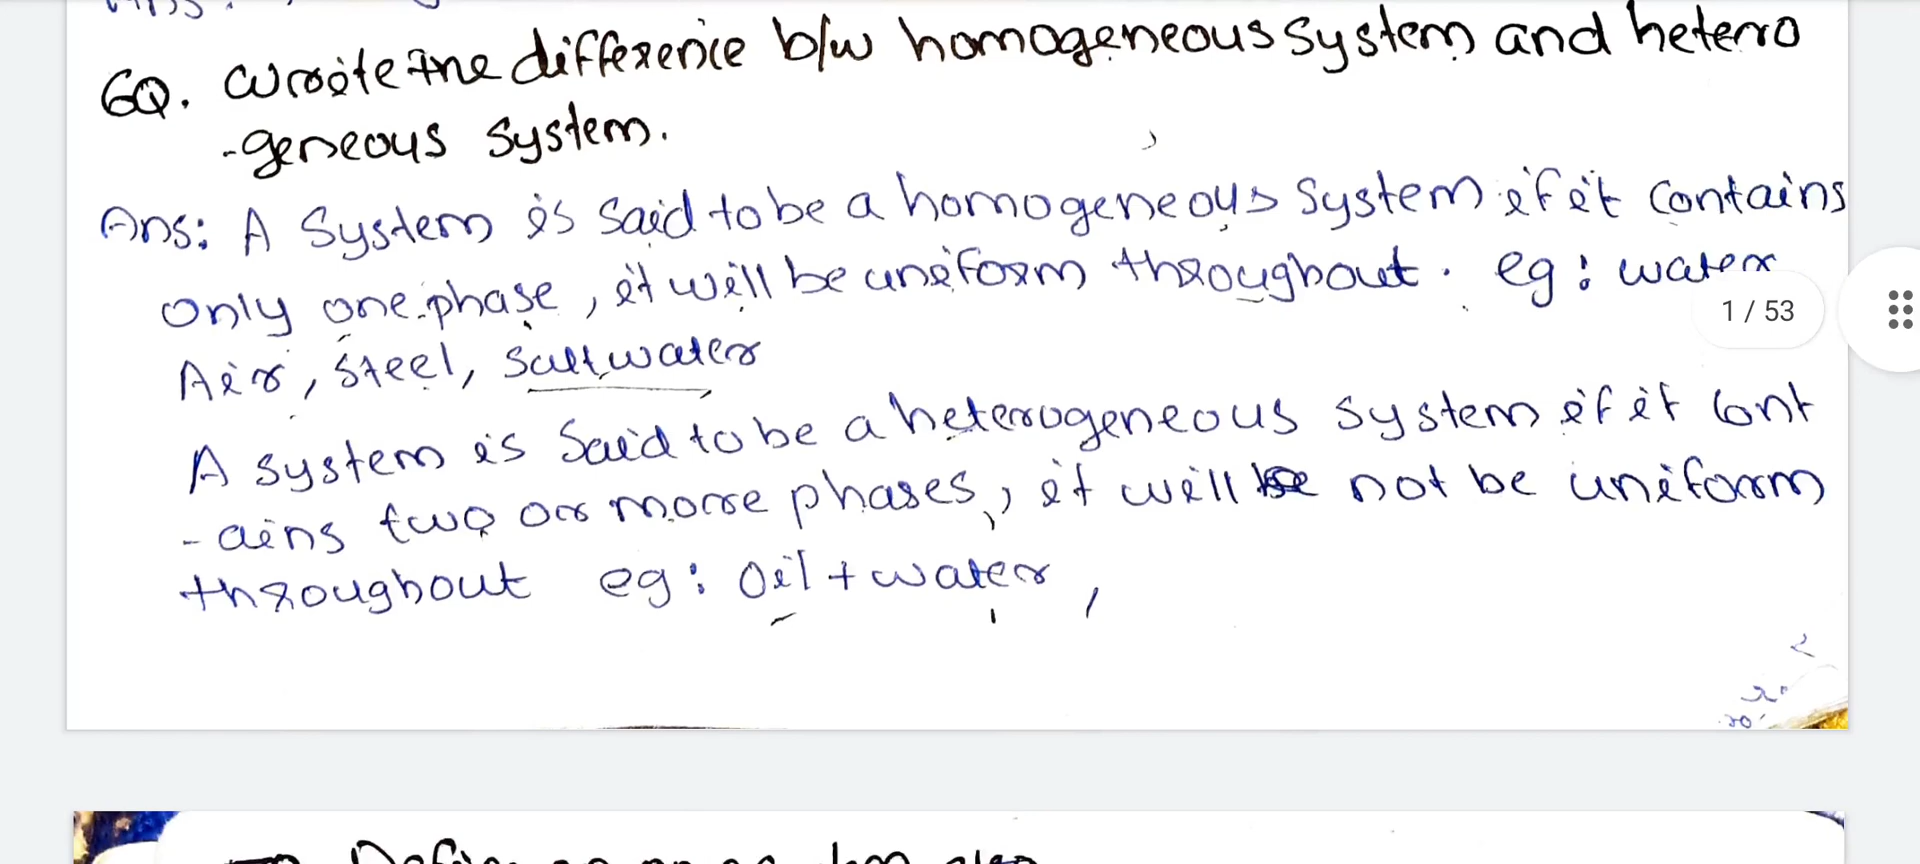 6Q. Write the difference b/w homogeneous system and hetero
-geneous system.
Ans: A System is said to be a homogeneous system if it contains
only one phase, it will be uniform throughout. eg: water
Air, Steel, Saltwater
1 / 53
A system is said to be a heterogeneous system if it cont
-ains two or more phases, it will be not be uniform
throughout eg: Oil + water,